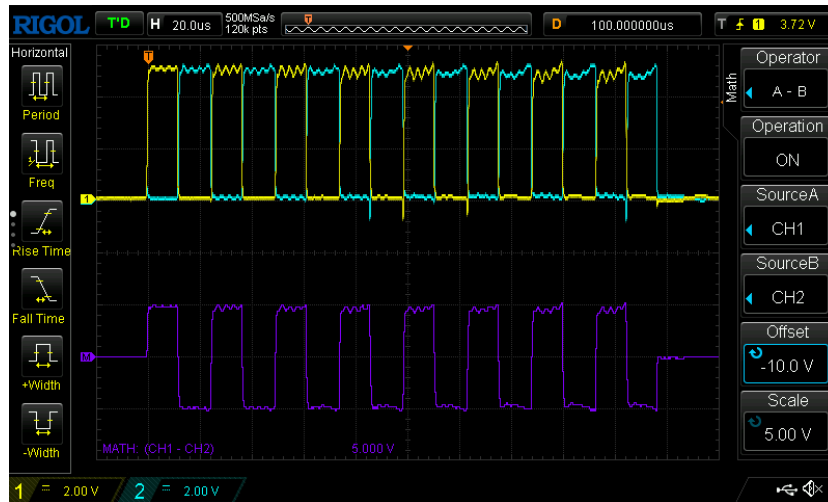 RIGOL T'D H 20.0us 500MSa/s 120k pts T D 100.000000us T 1 3.72 V
Horizontal
Period
Freq
Rise Time
Fall Time
+Width
-Width
T
1
M
MATH: (CH1 - CH2) 5.000 V
Math
Operator
A - B
Operation
ON
SourceA
CH1
SourceB
CH2
Offset
-10.0 V
Scale
5.00 V
1 = 2.00 V 2 = 2.00 V